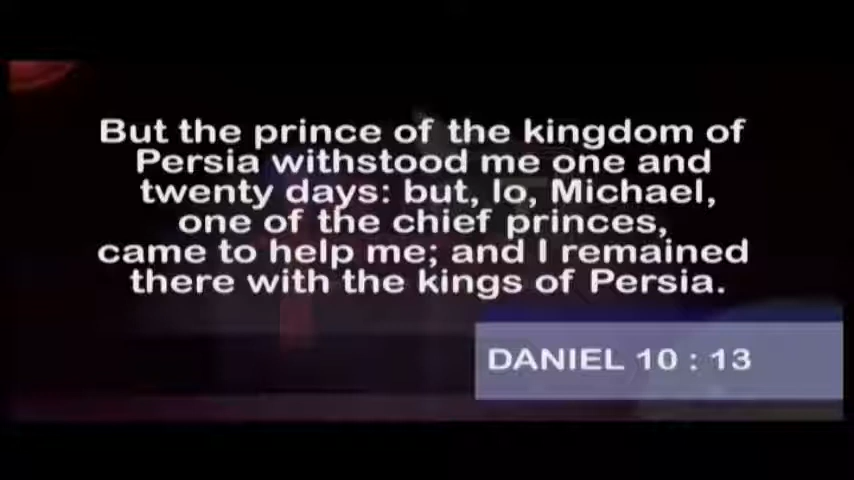 But the prince of the kingdom of
Persia withstood me one and
twenty days: but, lo, Michael,
one of the chief princes,
came to help me; and I remained
there with the kings of Persia.
DANIEL 10 : 13